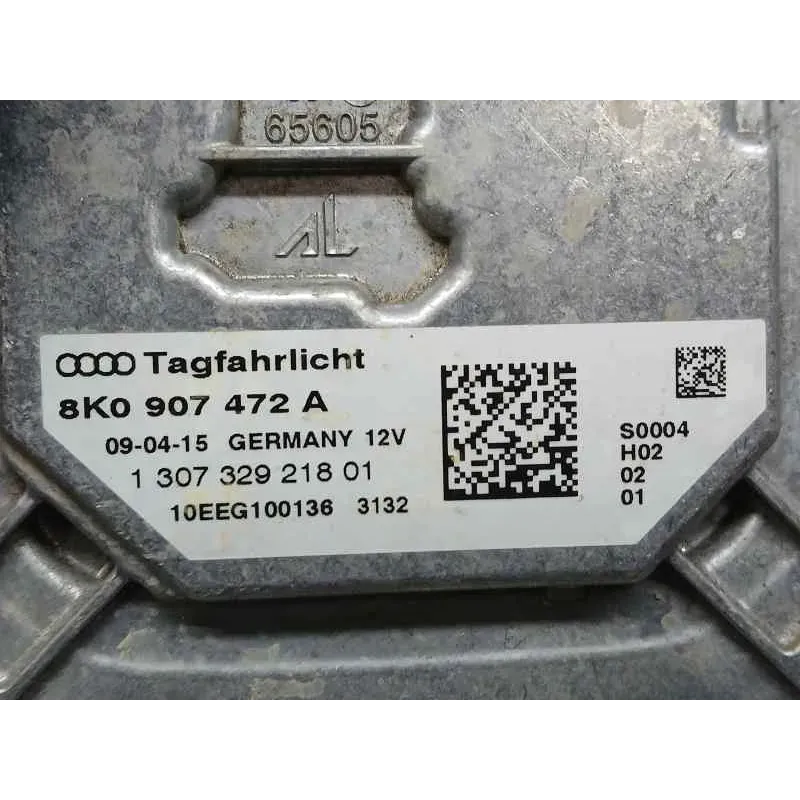 65605
AL
Tagfahrlicht
8K0 907 472 A
09-04-15 GERMANY 12V
1 307 329 218 01
10EEG100136 3132
S0004
H02
02
01